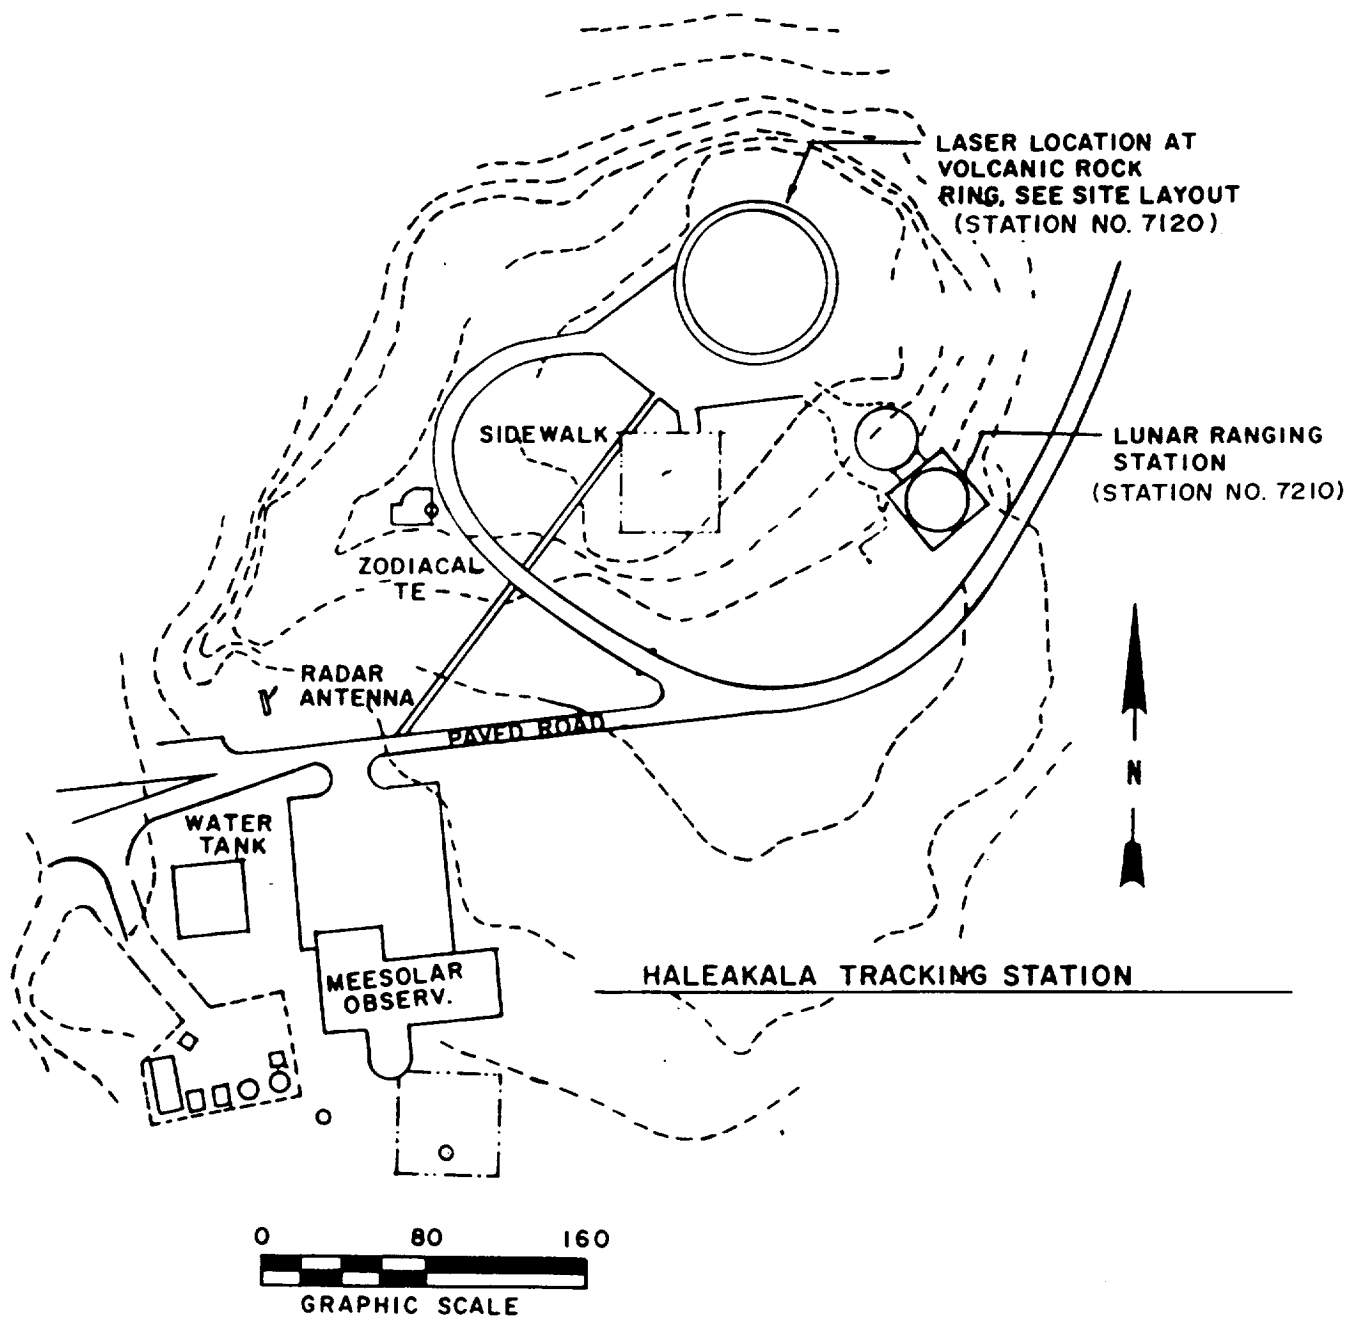 LASER LOCATION AT
VOLCANIC ROCK
RING, SEE SITE LAYOUT
(STATION NO. 7120)
SIDEWALK
LUNAR RANGING
STATION
(STATION NO. 7210)
ZODIACAL
TE
RADAR
ANTENNA
PAVED ROAD
N
WATER
TANK
MEESOLAR
OBSERV.
HALEAKALA TRACKING STATION
0 80 160
GRAPHIC SCALE